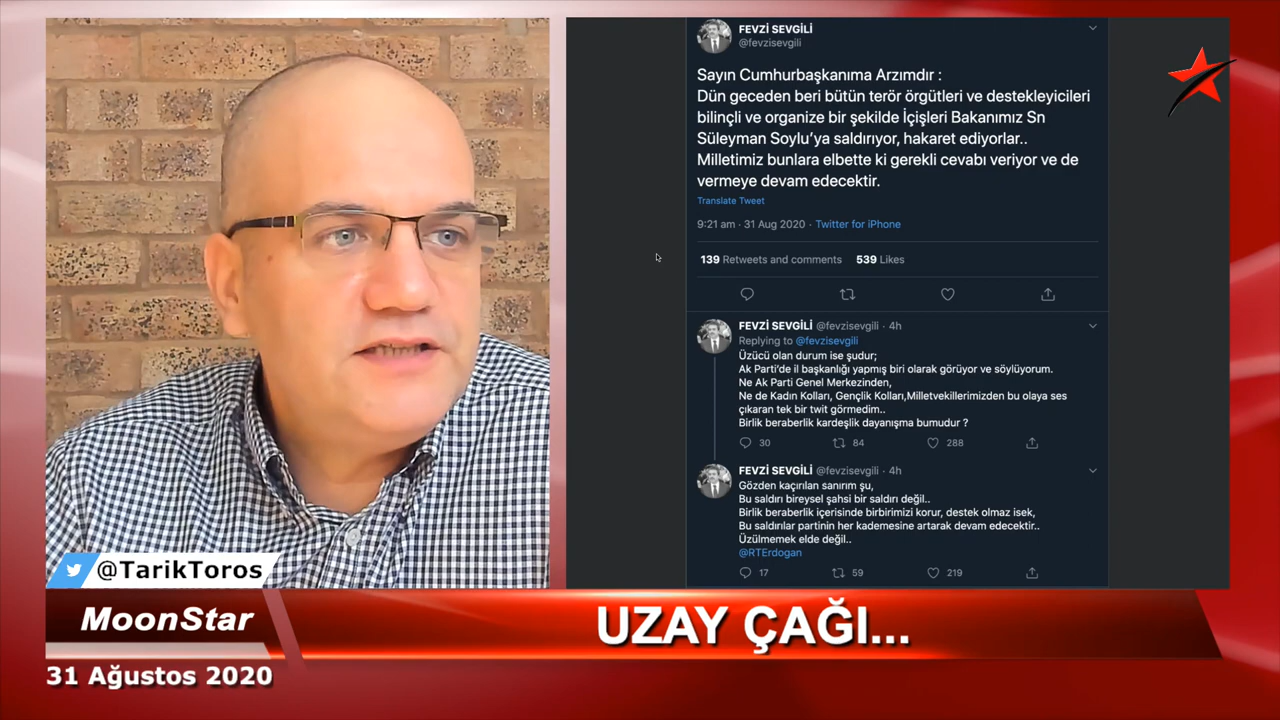 FEVZİ SEVGİLİ
@fevzisevgili
Sayın Cumhurbaşkanıma Arzımdır :
Dün geceden beri bütün terör örgütleri ve destekleyicileri
bilinçli ve organize bir şekilde İçişleri Bakanımız Sn
Süleyman Soylu'ya saldırıyor, hakaret ediyorlar..
Milletimiz bunlara elbette ki gerekli cevabı veriyor ve de
vermeye devam edecektir.
Translate Tweet
9:21 am · 31 Aug 2020 · Twitter for iPhone
139 Retweets and comments 539 Likes
FEVZİ SEVGİLİ @fevzisevgili · 4h
Replying to @fevzisevgili
Üzücü olan durum ise şudur;
Ak Parti'de il başkanlığı yapmış biri olarak görüyor ve söylüyorum.
Ne Ak Parti Genel Merkezinden,
Ne de Kadın Kolları, Gençlik Kolları,Milletvekillerimizden bu olaya ses
çıkaran tek bir twit görmedim..
Birlik beraberlik kardeşlik dayanışma bumudur ?
30 84 288
FEVZİ SEVGİLİ @fevzisevgili · 4h
Gözden kaçırılan sanırım şu,
Bu saldırı bireysel şahsi bir saldırı değil..
Birlik beraberlik içerisinde birbirimizi korur, destek olmaz isek,
Bu saldırılar partinin her kademesine artarak devam edecektir..
Üzülmemek elde değil..
@RTErdogan
17 59 219
@TarikToros
MoonStar
UZAY ÇAĞI...
31 Ağustos 2020